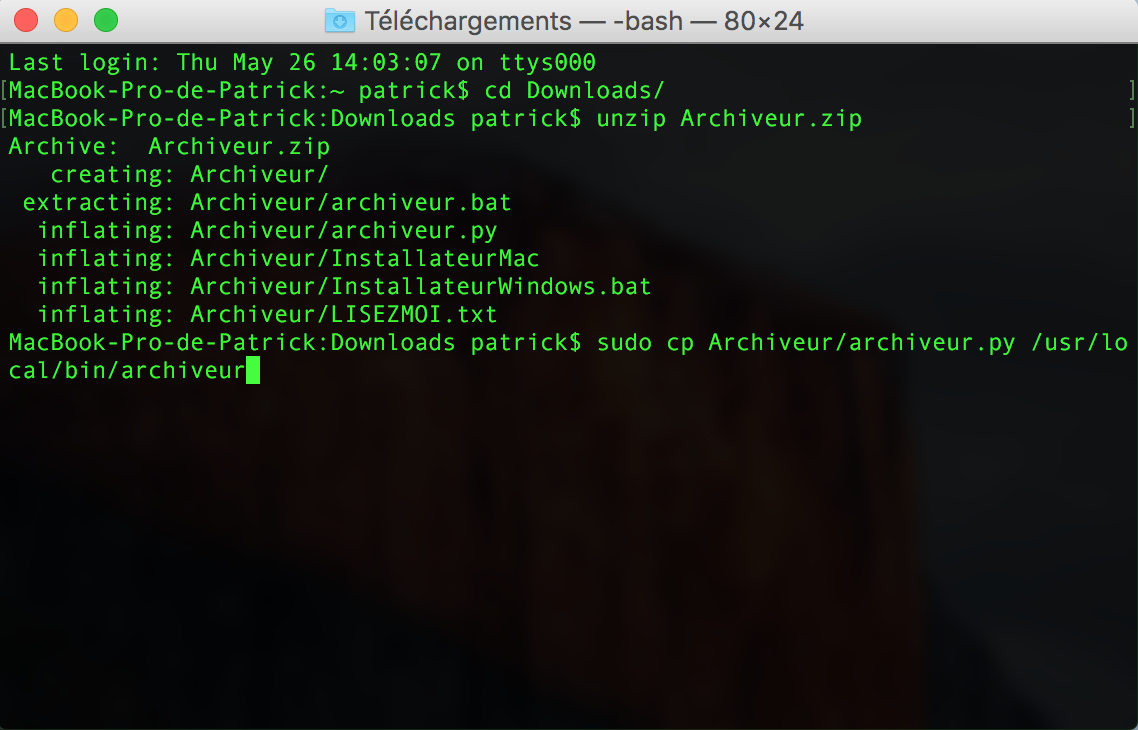 Téléchargements — -bash — 80×24
Last login: Thu May 26 14:03:07 on ttys000
[MacBook-Pro-de-Patrick:~ patrick$ cd Downloads/ ]
[MacBook-Pro-de-Patrick:Downloads patrick$ unzip Archiveur.zip ]
Archive:  Archiveur.zip
   creating: Archiveur/
 extracting: Archiveur/archiveur.bat
  inflating: Archiveur/archiveur.py
  inflating: Archiveur/InstallateurMac
  inflating: Archiveur/InstallateurWindows.bat
  inflating: Archiveur/LISEZMOI.txt
MacBook-Pro-de-Patrick:Downloads patrick$ sudo cp Archiveur/archiveur.py /usr/lo
cal/bin/archiveur